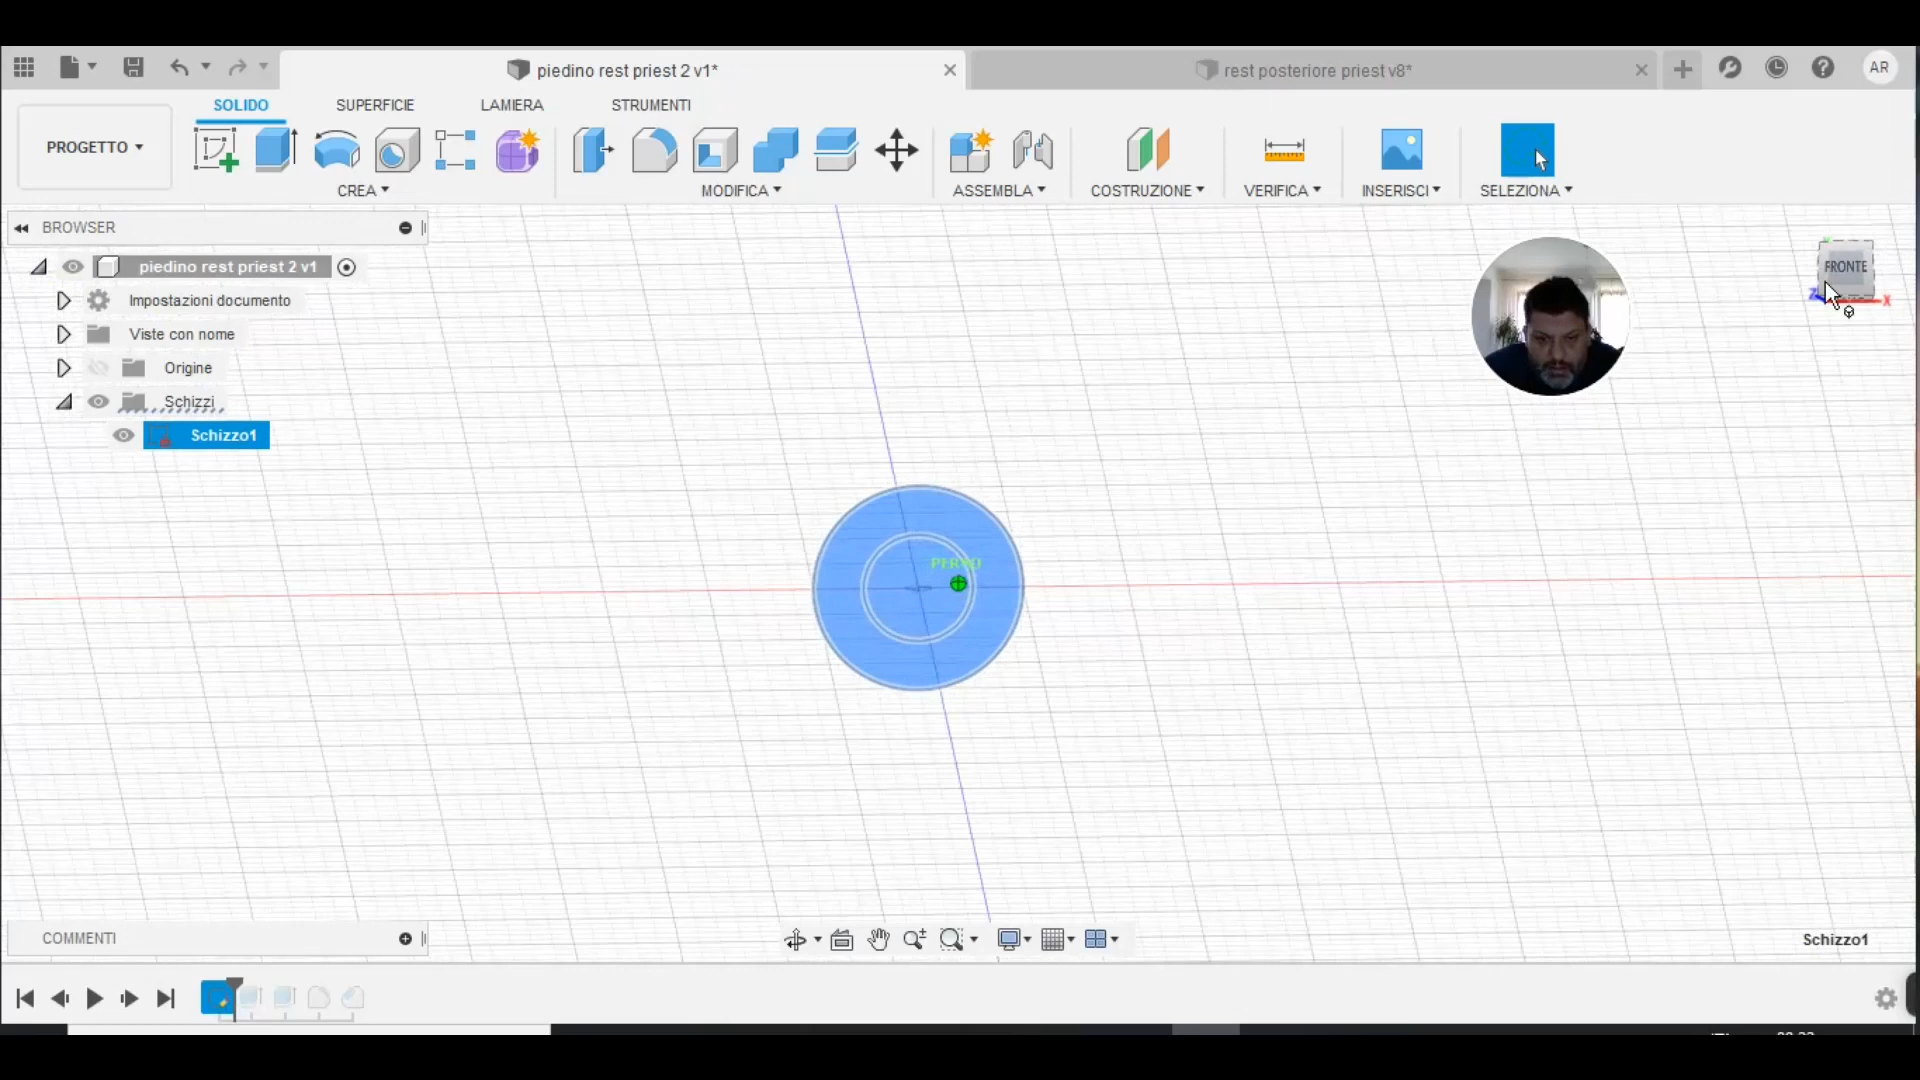 piedino rest priest 2 v1*
rest posteriore priest v8*
AR
PROGETTO
SOLIDO
SUPERFICIE
LAMIERA
STRUMENTI
CREA
MODIFICA
ASSEMBLA
COSTRUZIONE
VERIFICA
INSERISCI
SELEZIONA
BROWSER
piedino rest priest 2 v1
Impostazioni documento
Viste con nome
Origine
Schizzi
Schizzo1
FRONTE
Z
X
COMMENTI
Schizzo1